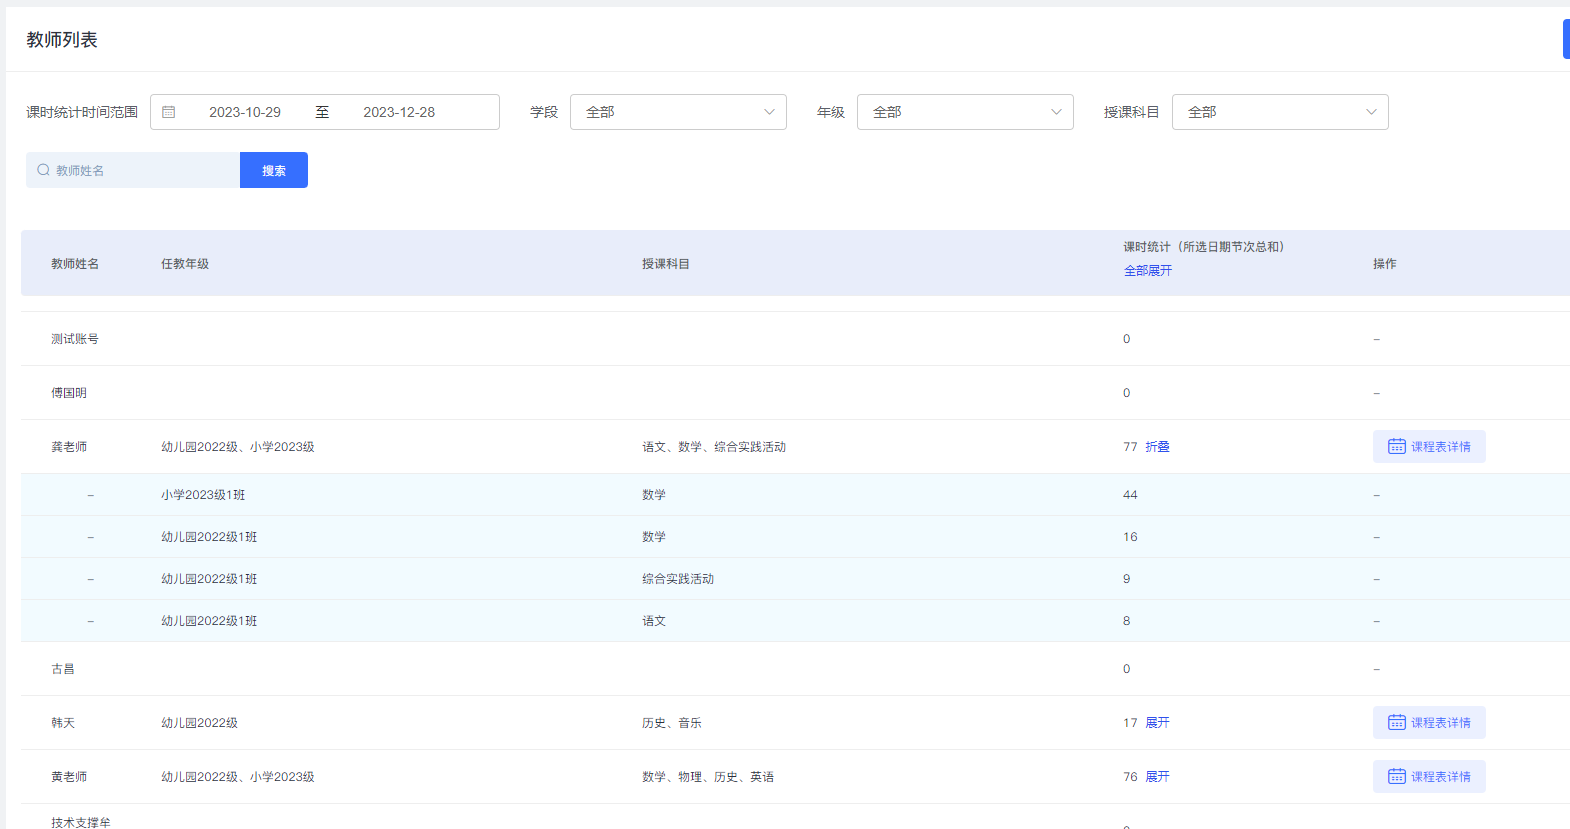 教师列表
课时统计时间范围 2023-10-29 至 2023-12-28 学段 全部 年级 全部 授课科目 全部
教师姓名 搜索
教师姓名 任教年级 授课科目 课时统计（所选日期节次总和） 全部展开 操作
测试账号 0 –
傅国明 0 –
龚老师 幼儿园2022级、小学2023级 语文、数学、综合实践活动 77 折叠 课程表详情
– 小学2023级1班 数学 44 –
– 幼儿园2022级1班 数学 16 –
– 幼儿园2022级1班 综合实践活动 9 –
– 幼儿园2022级1班 语文 8 –
古昌 0 –
韩天 幼儿园2022级 历史、音乐 17 展开 课程表详情
黄老师 幼儿园2022级、小学2023级 数学、物理、历史、英语 76 展开 课程表详情
技术支撑牟